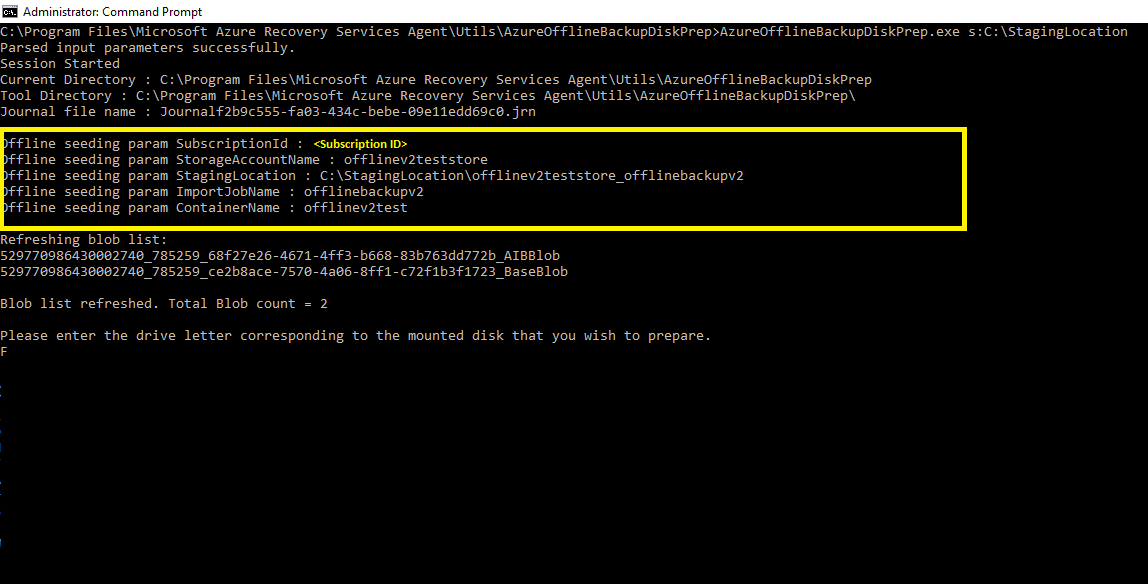 Administrator: Command Prompt
C:\Program Files\Microsoft Azure Recovery Services Agent\Utils\AzureOfflineBackupDiskPrep>AzureOfflineBackupDiskPrep.exe s:C:\StagingLocation
Parsed input parameters successfully.
Session Started
Current Directory : C:\Program Files\Microsoft Azure Recovery Services Agent\Utils\AzureOfflineBackupDiskPrep
Tool Directory : C:\Program Files\Microsoft Azure Recovery Services Agent\Utils\AzureOfflineBackupDiskPrep\
Journal file name : Journalf2b9c555-fa03-434c-bebe-09e11edd69c0.jrn
Offline seeding param SubscriptionId : <Subscription ID>
Offline seeding param StorageAccountName : offlinev2teststore
Offline seeding param StagingLocation : C:\StagingLocation\offlinev2teststore_offlinebackupv2
Offline seeding param ImportJobName : offlinebackupv2
Offline seeding param ContainerName : offlinev2test
Refreshing blob list:
529770986430002740_785259_68f27e26-4671-4ff3-b668-83b763dd772b_AIBBlob
529770986430002740_785259_ce2b8ace-7570-4a06-8ff1-c72f1b3f1723_BaseBlob
Blob list refreshed. Total Blob count = 2
Please enter the drive letter corresponding to the mounted disk that you wish to prepare.
F